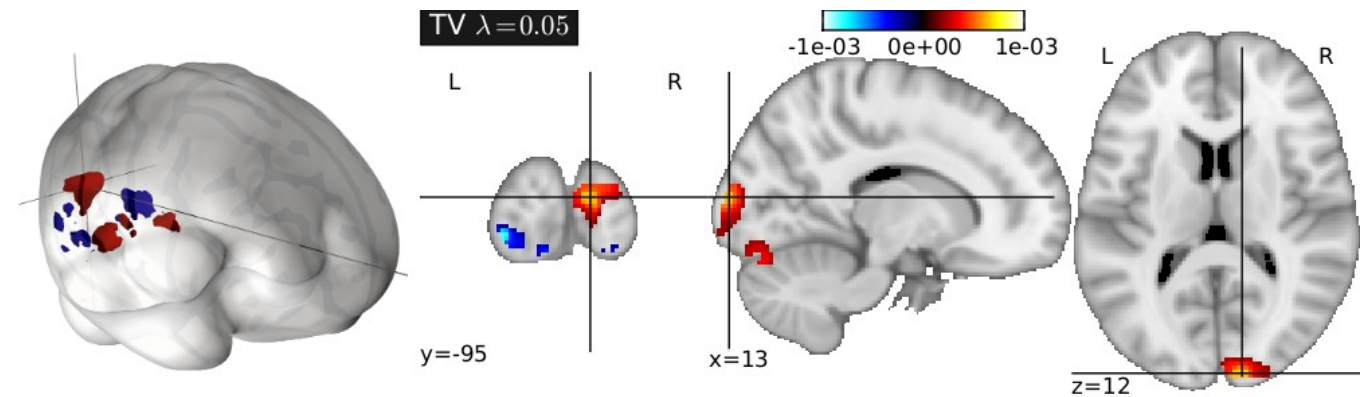 TV λ=0.05
-1e-03 0e+00 1e-03
L R
L R
y=-95
x=13
z=12